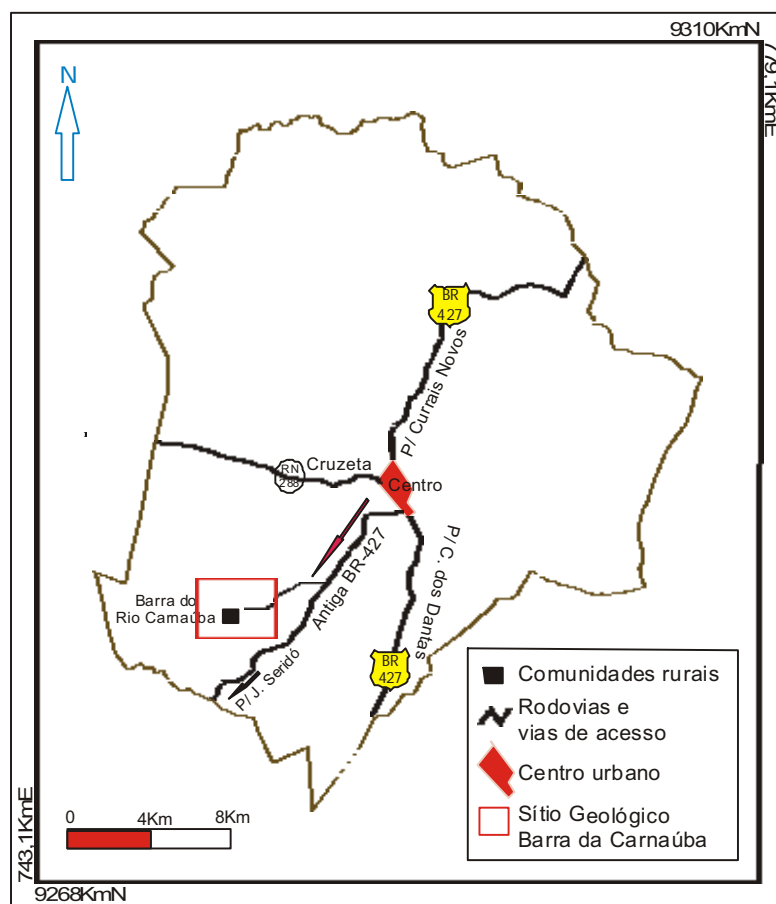 9310KmN
779,1KmE
N
BR
427
P/ Currais Novos
RN
288
Cruzeta
Centro
Antiga BR-427
P/C. dos Dantas
Barra do
Rio Camaúba
P/ J. Seridó
BR
427
Comunidades rurais
Rodovias e
vias de acesso
Centro urbano
Sítio Geológico
Barra da Carnaúba
0 4Km 8Km
743,1KmE
9268KmN